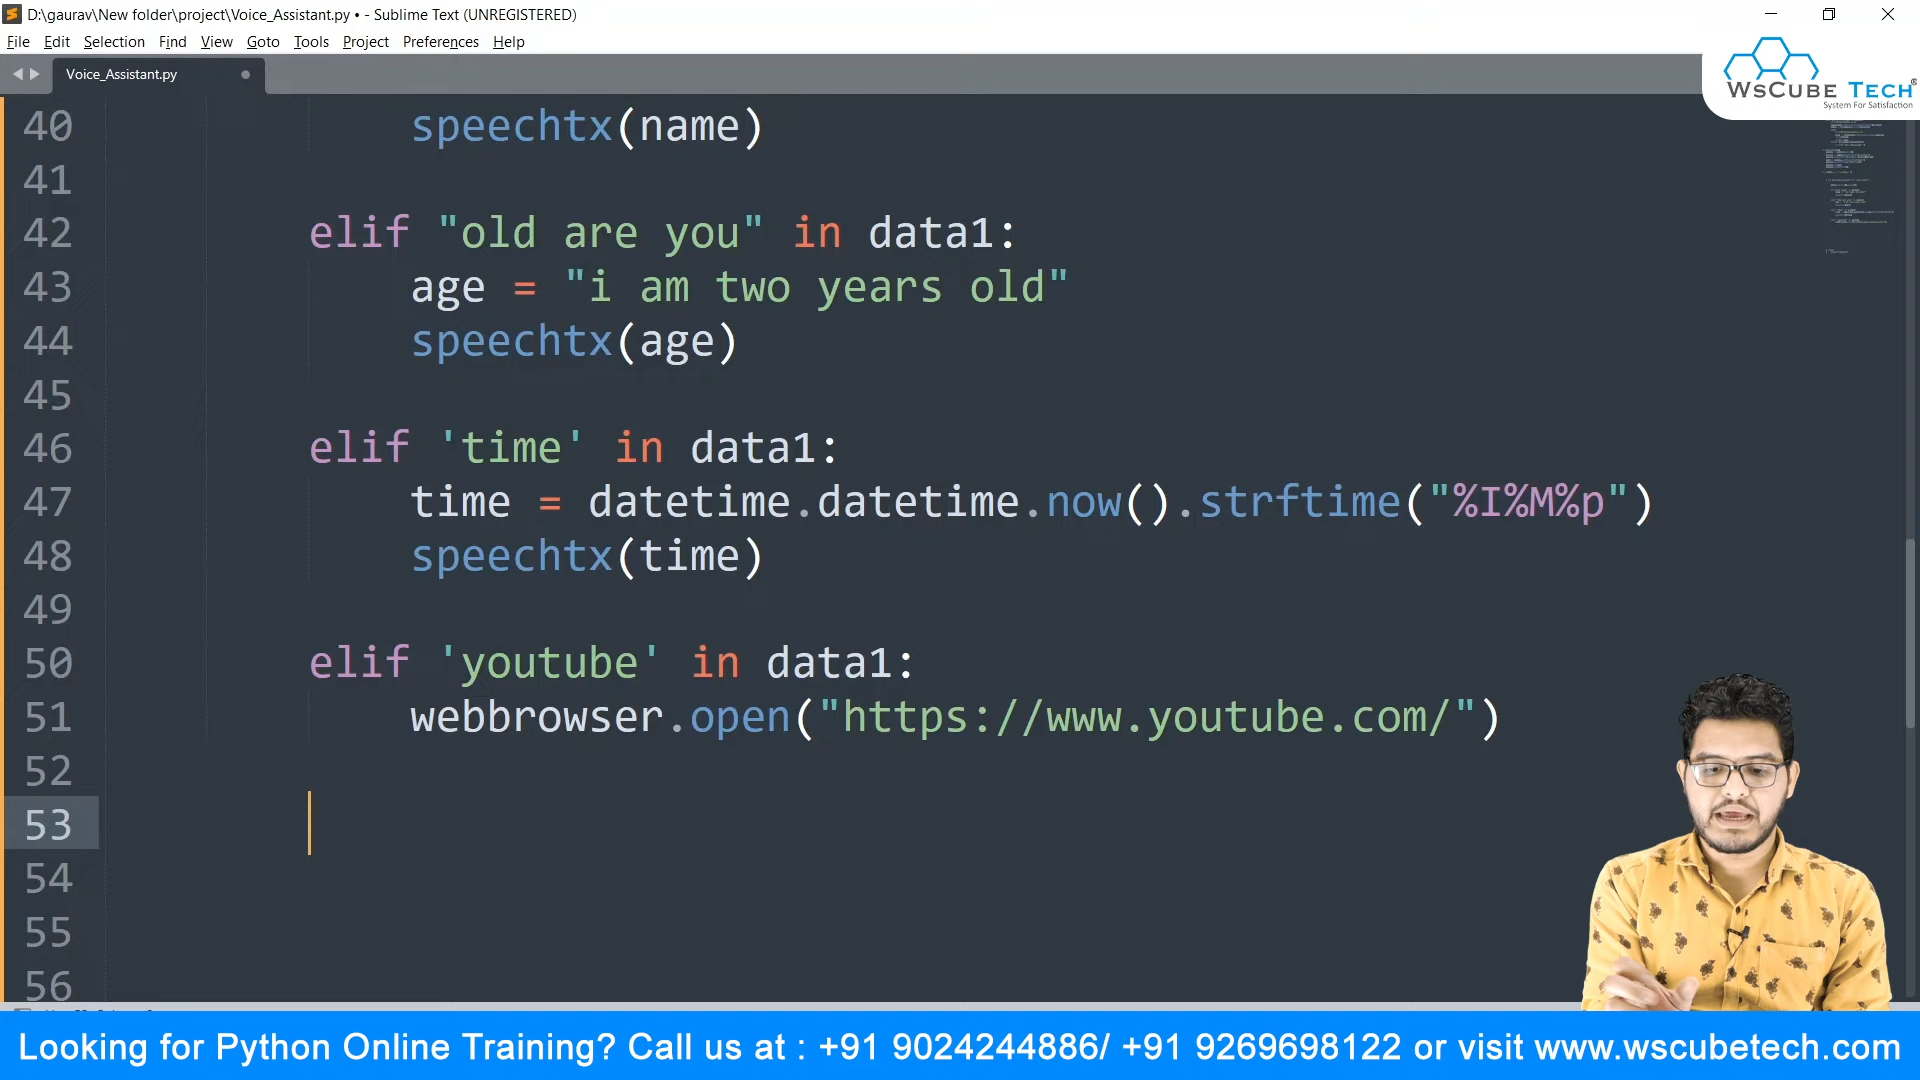 D:\gaurav\New folder\project\Voice_Assistant.py • - Sublime Text (UNREGISTERED)
File Edit Selection Find View Goto Tools Project Preferences Help
Voice_Assistant.py
WsCube Tech®
System For Satisfaction
40 speechtx(name)
41
42 elif "old are you" in data1:
43 age = "i am two years old"
44 speechtx(age)
45
46 elif 'time' in data1:
47 time = datetime.datetime.now().strftime("%I%M%p")
48 speechtx(time)
49
50 elif 'youtube' in data1:
51 webbrowser.open("https://www.youtube.com/")
52
53
54
55
56
Looking for Python Online Training? Call us at : +91 9024244886/ +91 9269698122 or visit www.wscubetech.com